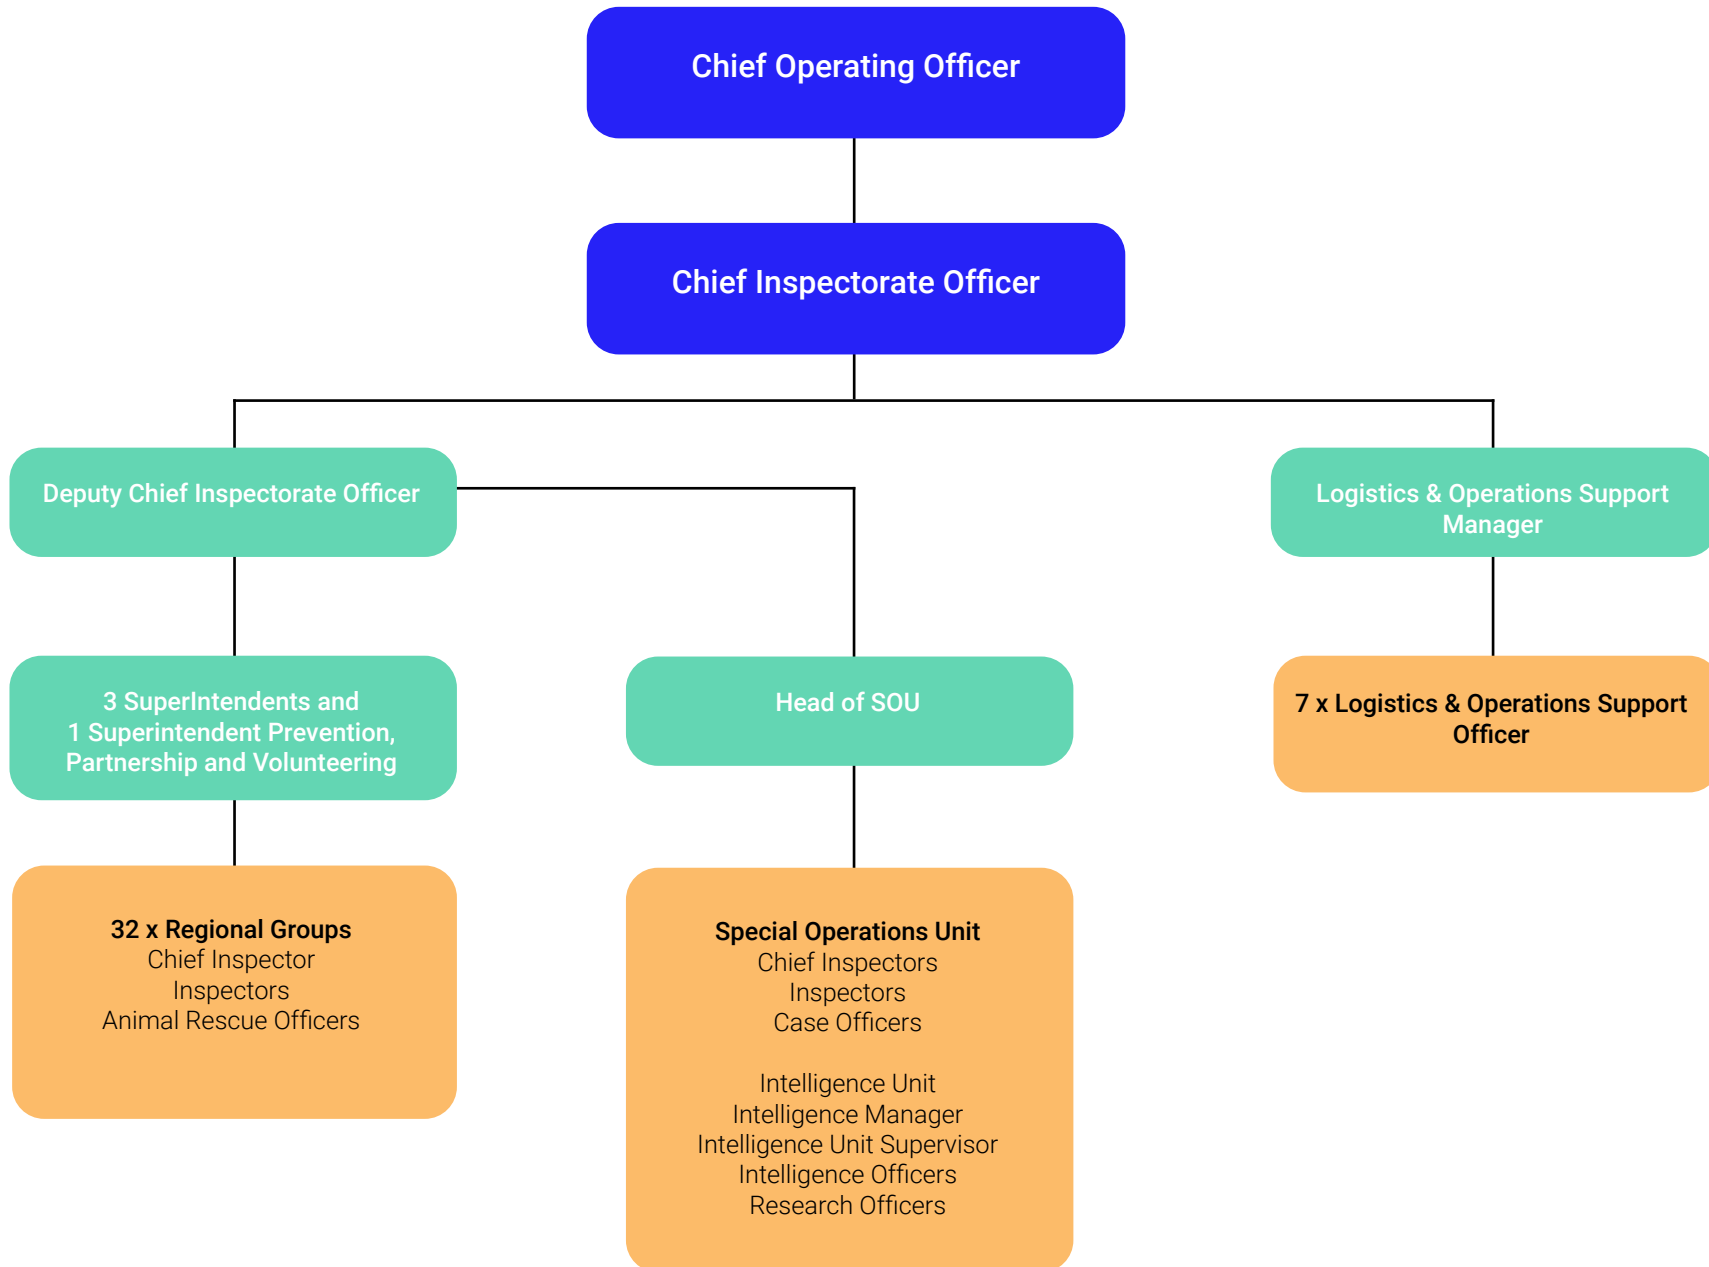 Chief Operating Officer
Chief Inspectorate Officer
Deputy Chief Inspectorate Officer
Logistics & Operations Support
Manager
3 SuperIntendents and
1 Superintendent Prevention,
Partnership and Volunteering
Head of SOU
7 x Logistics & Operations Support
Officer
32 x Regional Groups
Chief Inspector
Inspectors
Animal Rescue Officers
Special Operations Unit
Chief Inspectors
Inspectors
Case Officers
Intelligence Unit
Intelligence Manager
Intelligence Unit Supervisor
Intelligence Officers
Research Officers